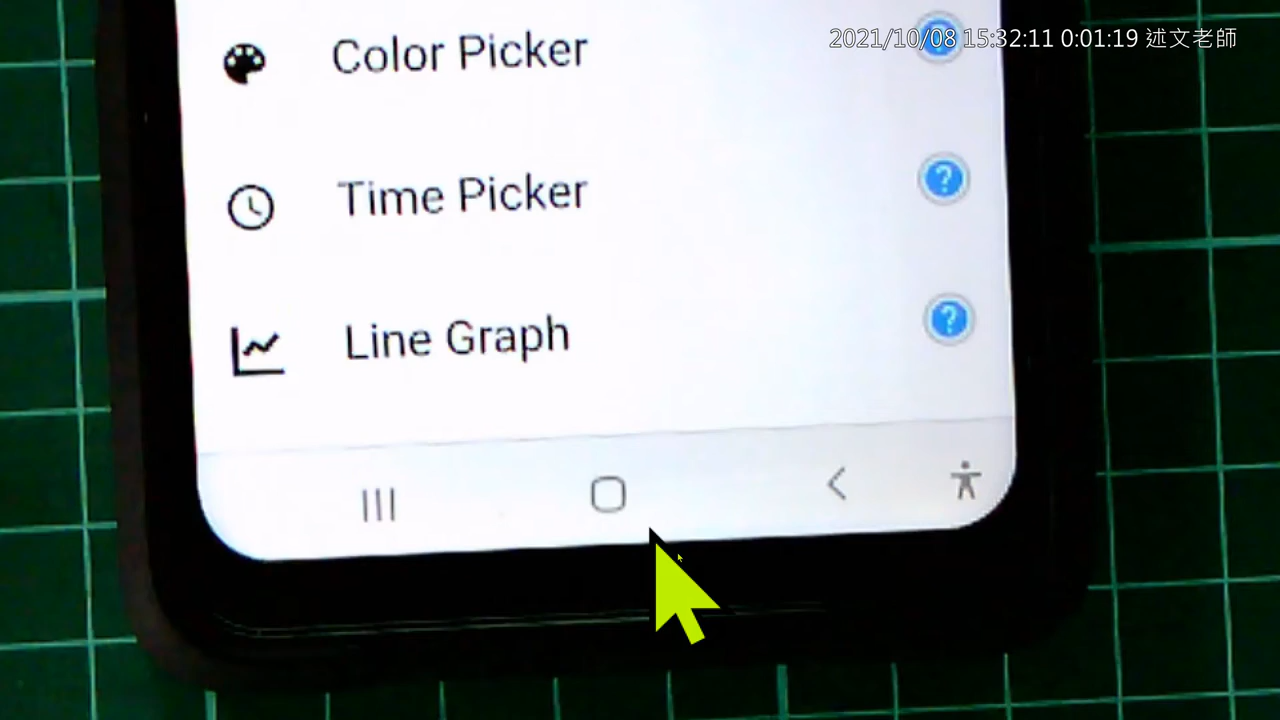 2021/10/08 15:32:11 0:01:19 述文老師
Color Picker
Time Picker
?
Line Graph
?